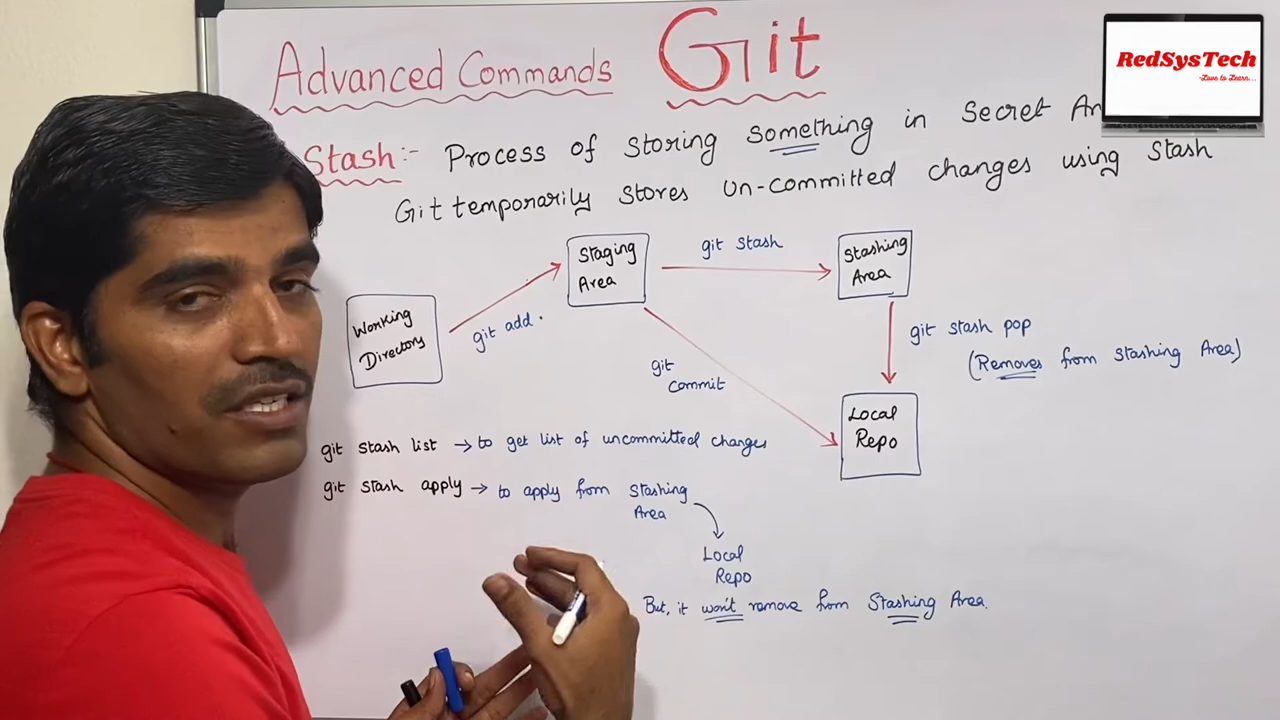 Advanced Commands Git
RedSysTech
-Love to Learn...
Stash:- Process of storing something in Secret
Git temporarily stores Un-committed changes using Stash
Working
Directory
git add .
Staging
Area
git stash
Stashing
Area
git
commit
git stash pop
(Removes from stashing Area)
Local
Repo
git stash list → to get list of uncommitted changes
git stash apply → to apply from Stashing
Area
Local
Repo
But, it won't remove from Stashing Area.